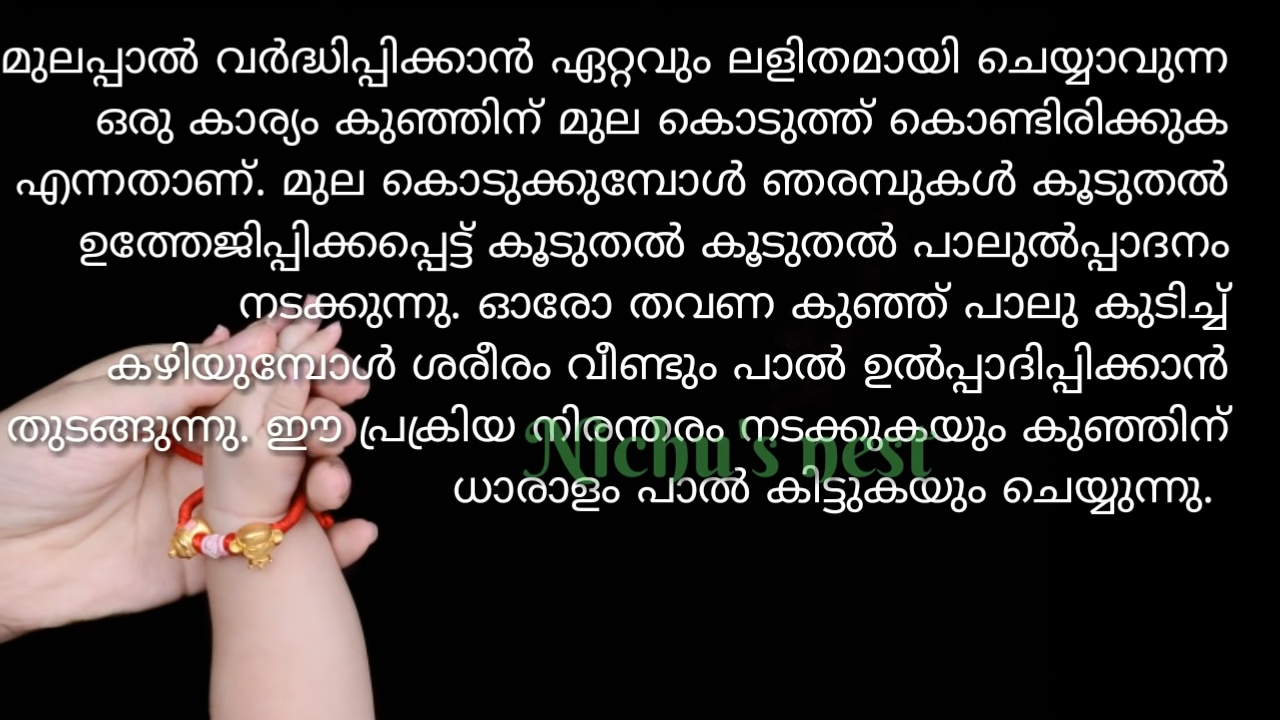 മുലപ്പാൽ വർദ്ധിപ്പിക്കാൻ ഏറ്റവും ലളിതമായി ചെയ്യാവുന്ന
ഒരു കാര്യം കുഞ്ഞിന് മുല കൊടുത്ത് കൊണ്ടിരിക്കുക
എന്നതാണ്. മുല കൊടുക്കുമ്പോൾ ഞരമ്പുകൾ കൂടുതൽ
ഉത്തേജിപ്പിക്കപ്പെട്ട് കൂടുതൽ കൂടുതൽ പാലുൽപ്പാദനം
നടക്കുന്നു. ഓരോ തവണ കുഞ്ഞ് പാലു കുടിച്ച്
കഴിയുമ്പോൾ ശരീരം വീണ്ടും പാൽ ഉൽപ്പാദിപ്പിക്കാൻ
തുടങ്ങുന്നു. ഈ പ്രക്രിയ നിരന്തരം നടക്കുകയും കുഞ്ഞിന്
Nichu's nest
ധാരാളം പാൽ കിട്ടുകയും ചെയ്യുന്നു.